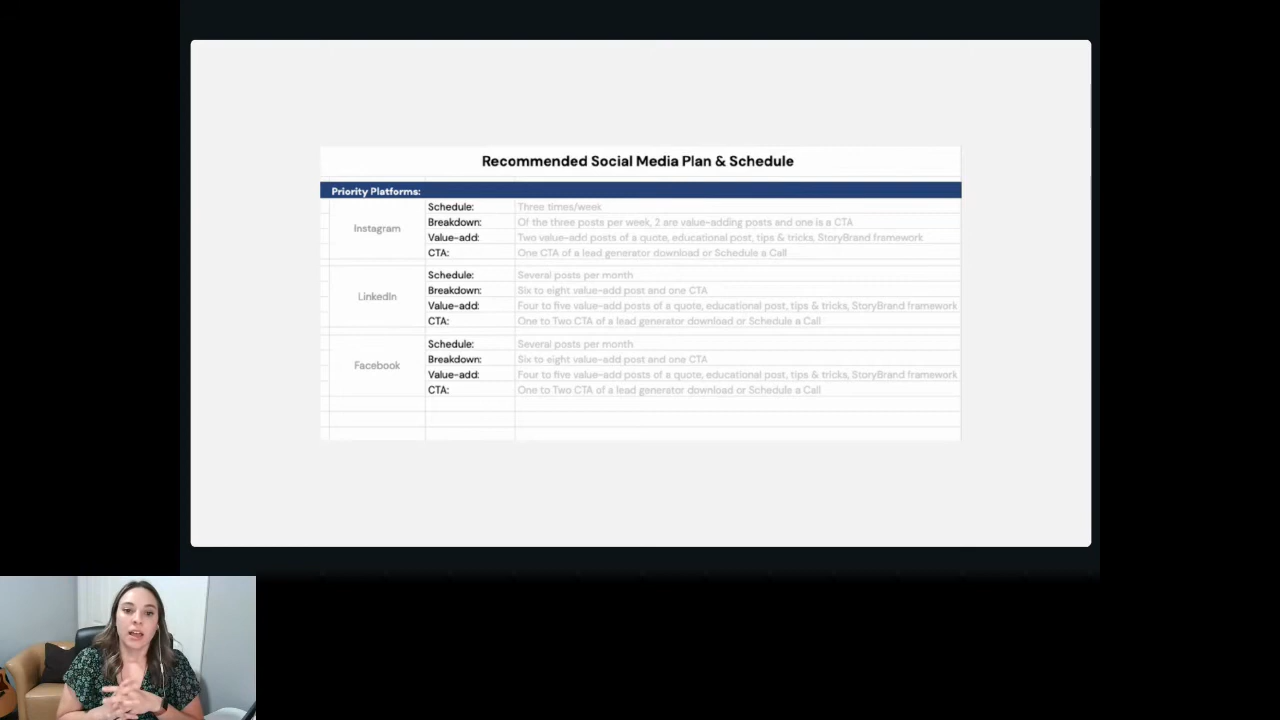 Recommended Social Media Plan & Schedule
Priority Platforms:
Instagram
Schedule: Three times/week
Breakdown: Of the three posts per week, 2 are value-adding posts and one is a CTA
Value-add: Two value-add posts of a quote, educational post, tips & tricks, StoryBrand framework
CTA: One CTA of a lead generator download or Schedule a Call
LinkedIn
Schedule: Several posts per month
Breakdown: Six to eight value-add post and one CTA
Value-add: Four to five value-add posts of a quote, educational post, tips & tricks, StoryBrand framework
CTA: One to Two CTA of a lead generator download or Schedule a Call
Facebook
Schedule: Several posts per month
Breakdown: Six to eight value-add post and one CTA
Value-add: Four to five value-add posts of a quote, educational post, tips & tricks, StoryBrand framework
CTA: One to Two CTA of a lead generator download or Schedule a Call